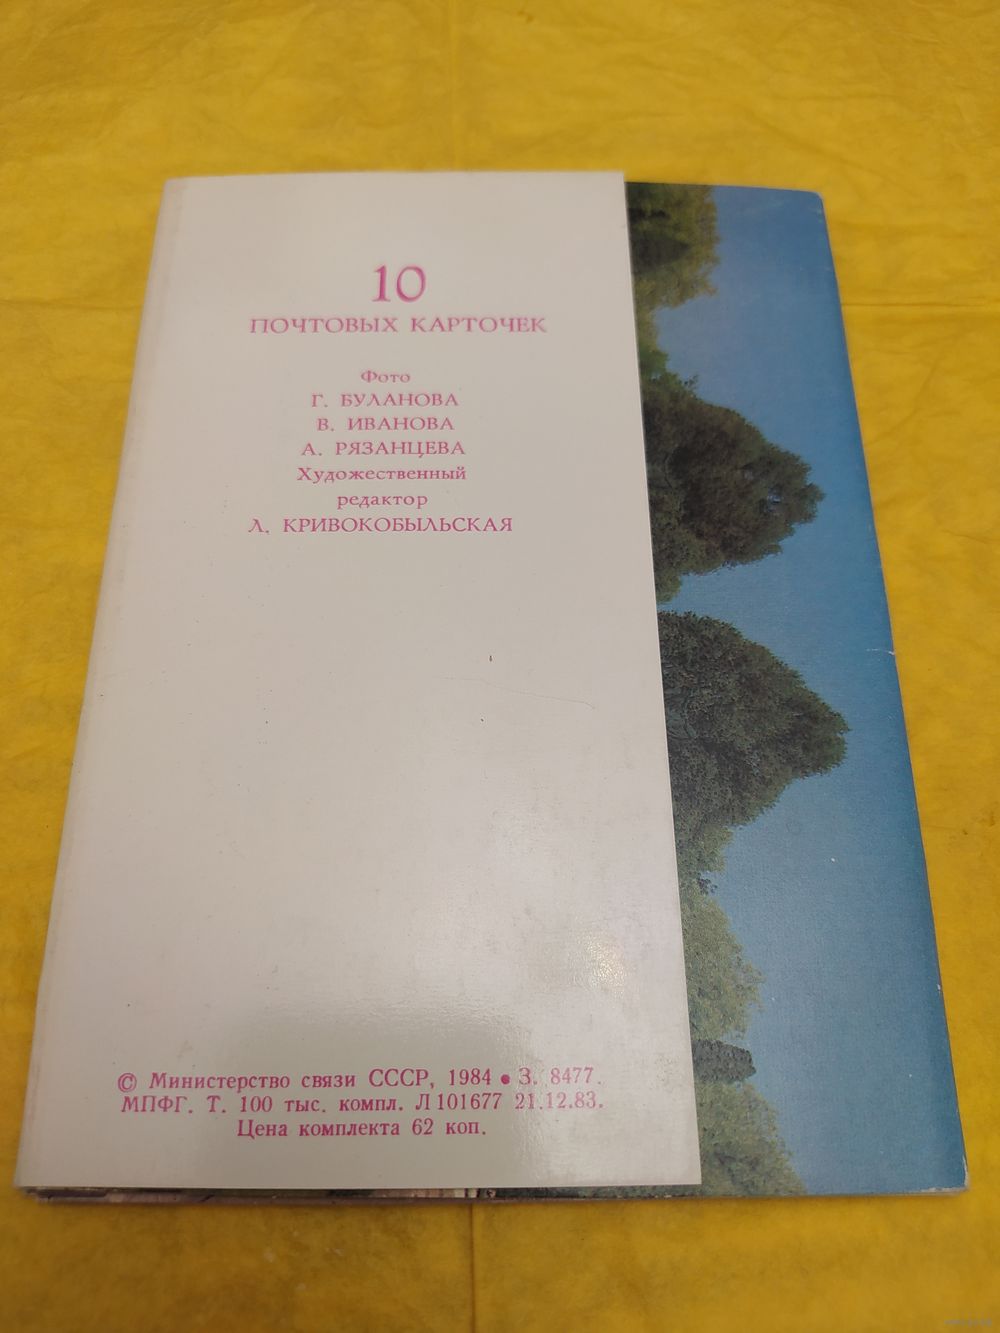 10
ПОЧТОВЫХ КАРТОЧЕК
Фото
Г. БУЛАНОВА
В. ИВАНОВА
А. РЯЗАНЦЕВА
Художественный
редактор
Л. КРИВОКОБЫЛЬСКАЯ
© Министерство связи СССР, 1984 • З. 8477.
МПФГ. Т. 100 тыс. компл. Л 101677 21.12.83.
Цена комплекта 62 коп.